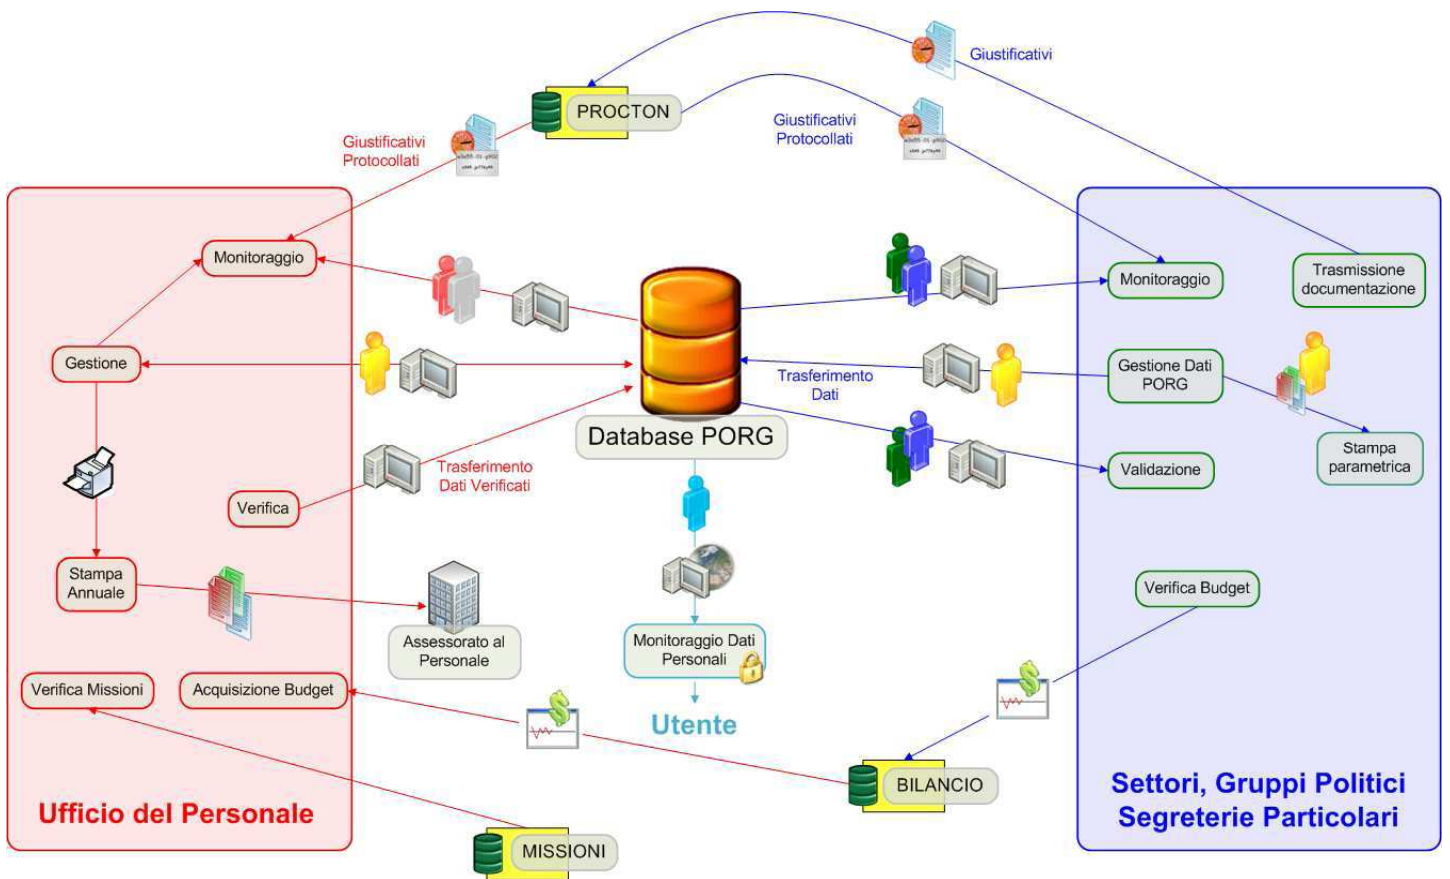 Giustificativi
PROCTON
Giustificativi
Protocollati
Giustificativi
Protocollati
Monitoraggio
Monitoraggio
Trasmissione
documentazione
Gestione
Trasferimento
Dati
Gestione Dati
PORG
Database PORG
Stampa
parametrica
Validazione
Trasferimento
Dati Verificati
Verifica
Stampa
Annuale
Verifica Budget
Assessorato al
Personale
Monitoraggio Dati
Personali
Verifica Missioni
Acquisizione Budget
Utente
BILANCIO
Ufficio del Personale
Settori, Gruppi Politici
Segreterie Particolari
MISSIONI